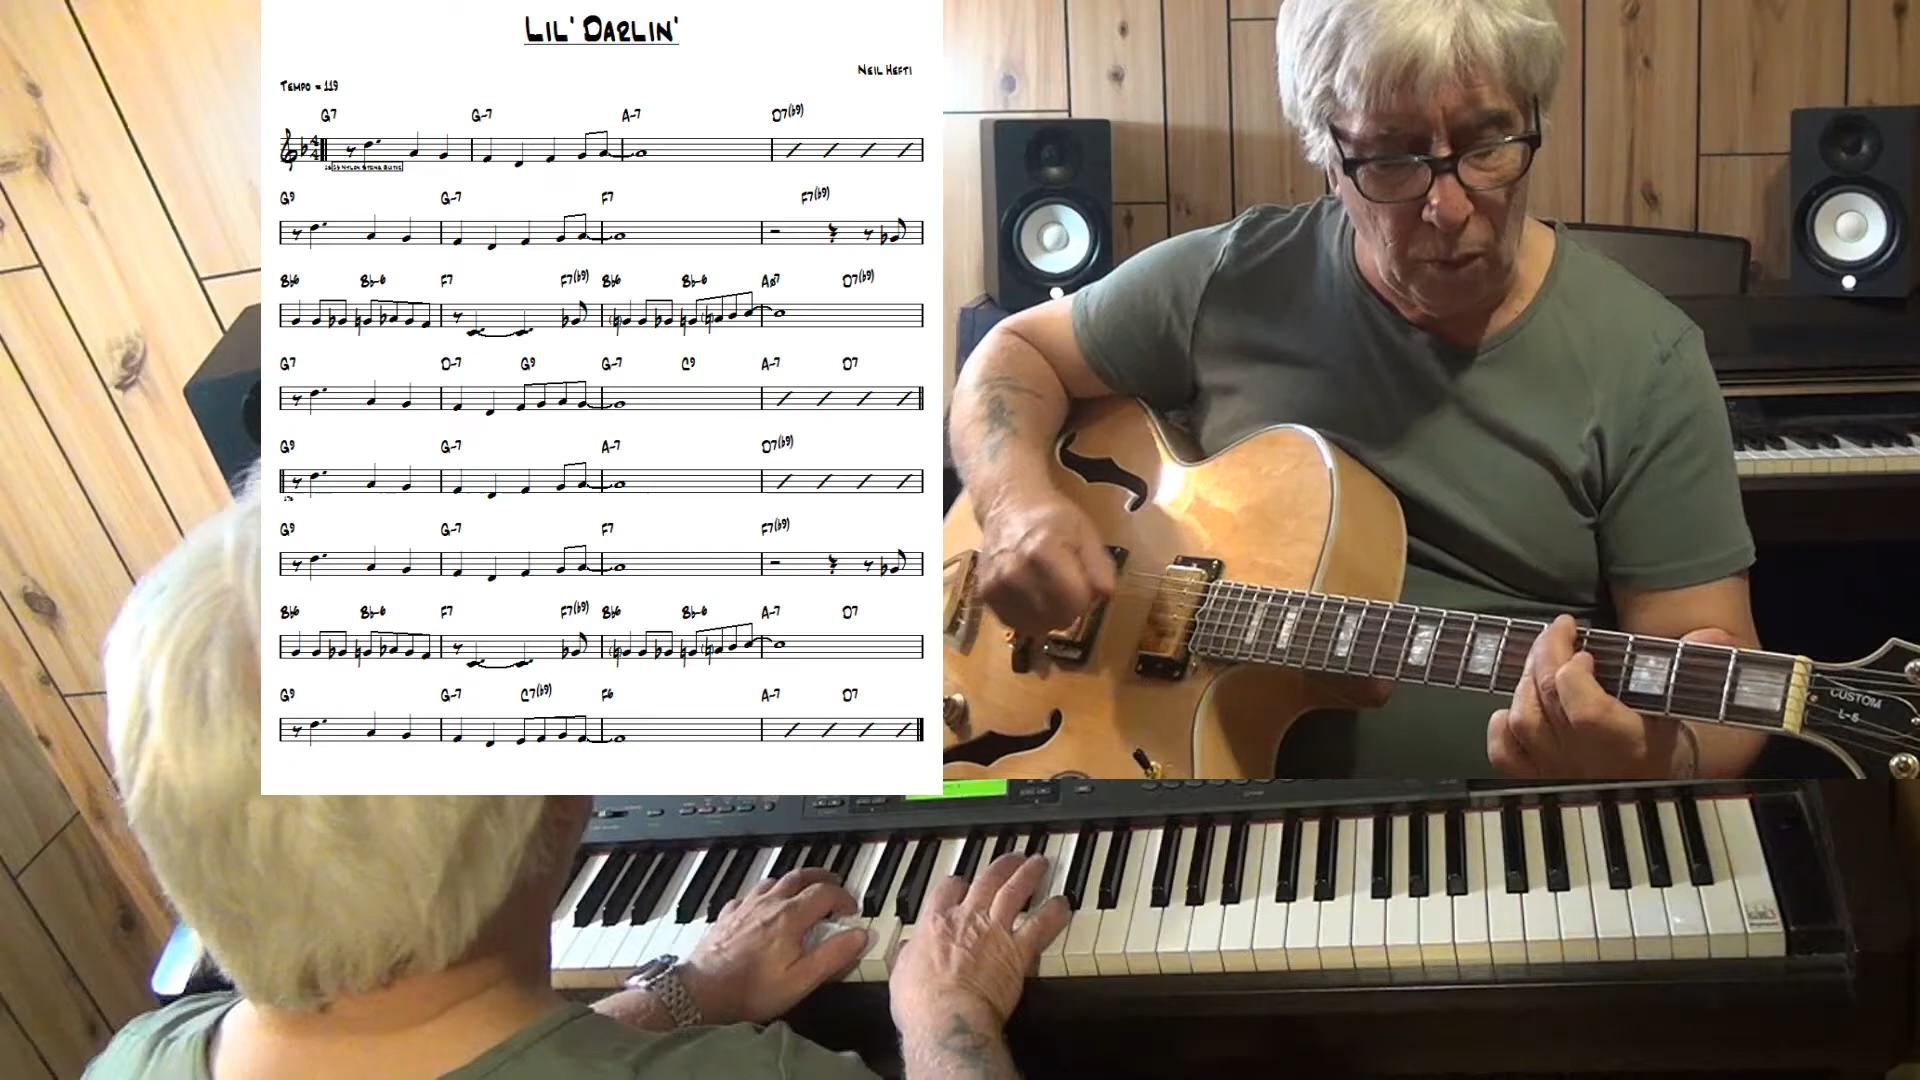 LIL' DARLIN'
NEIL HEFTI
TEMPO = 119
G7 G-7 A-7 D7(b9)
4
4
G9 G-7 F7 F7(b9)
Bb6 Bb-6 F7 F7(b9) Bb6 Bb-6 Aø7 D7(b9)
G7 D-7 G9 G-7 C9 A-7 D7
G9 G-7 A-7 D7(b9)
G9 G-7 F7 F7(b9)
Bb6 Bb-6 F7 F7(b9) Bb6 Bb-6 A-7 D7
G9 G-7 C7(b9) F6 A-7 D7
CUSTOM
L-5